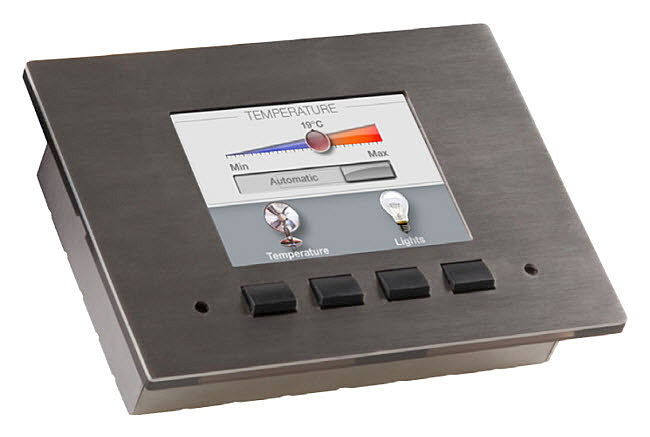 TEMPERATURE
19°C
Min Max
Automatic
Temperature Lights